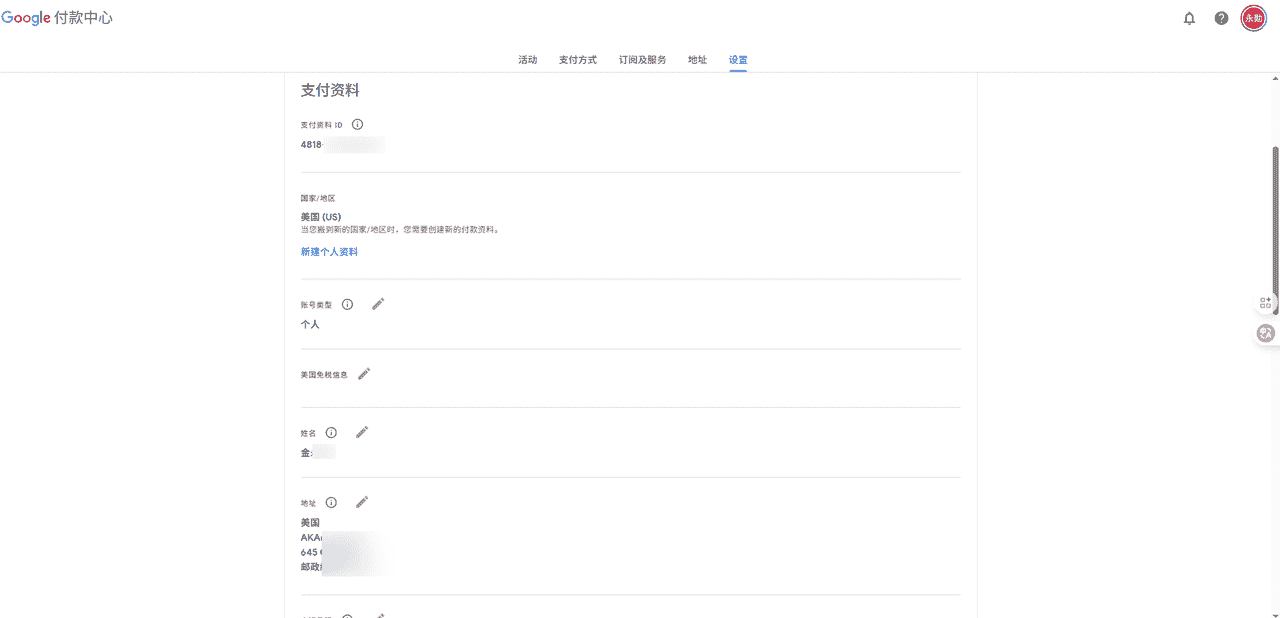 Google 付款中心
永勋
活动 支付方式 订阅及服务 地址 设置
支付资料
支付资料 ID
4818-
国家/地区
美国 (US)
当您搬到新的国家/地区时，您需要创建新的付款资料。
新建个人资料
账号类型
个人
美国免税信息
姓名
金
地址
美国
AKA
645
邮政